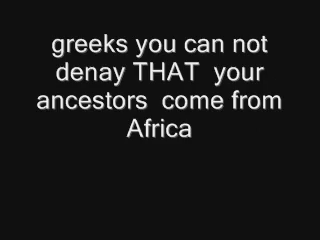 greeks you can not
denay THAT your
ancestors come from
Africa